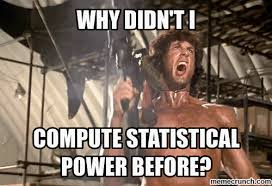 WHY DIDN'T I
COMPUTE STATISTICAL
POWER BEFORE?
memecrunch.com